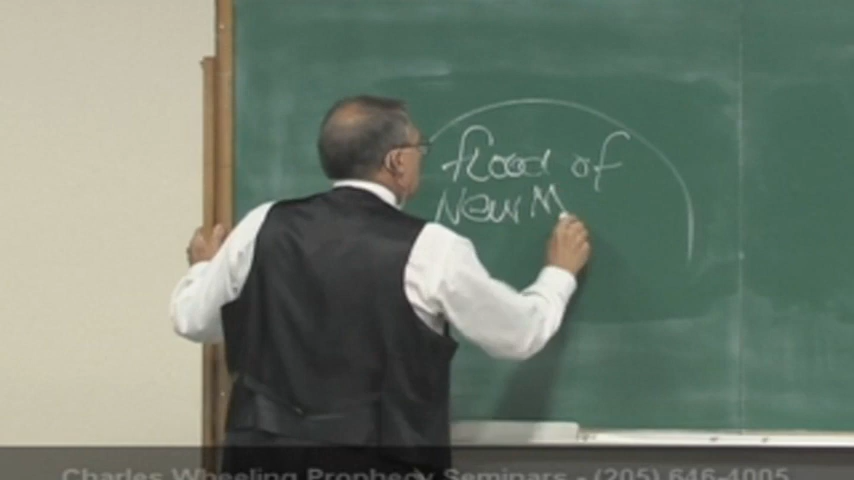 flood of
New M
Charles Wheeling Prophecy Seminars - (205) 646-4005